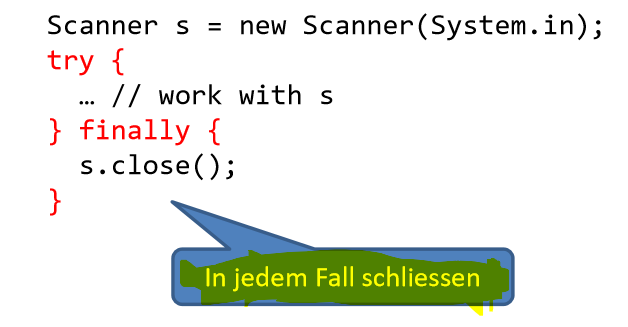 Scanner s = new Scanner(System.in);
try {
  … // work with s
} finally {
  s.close();
}
In jedem Fall schliessen